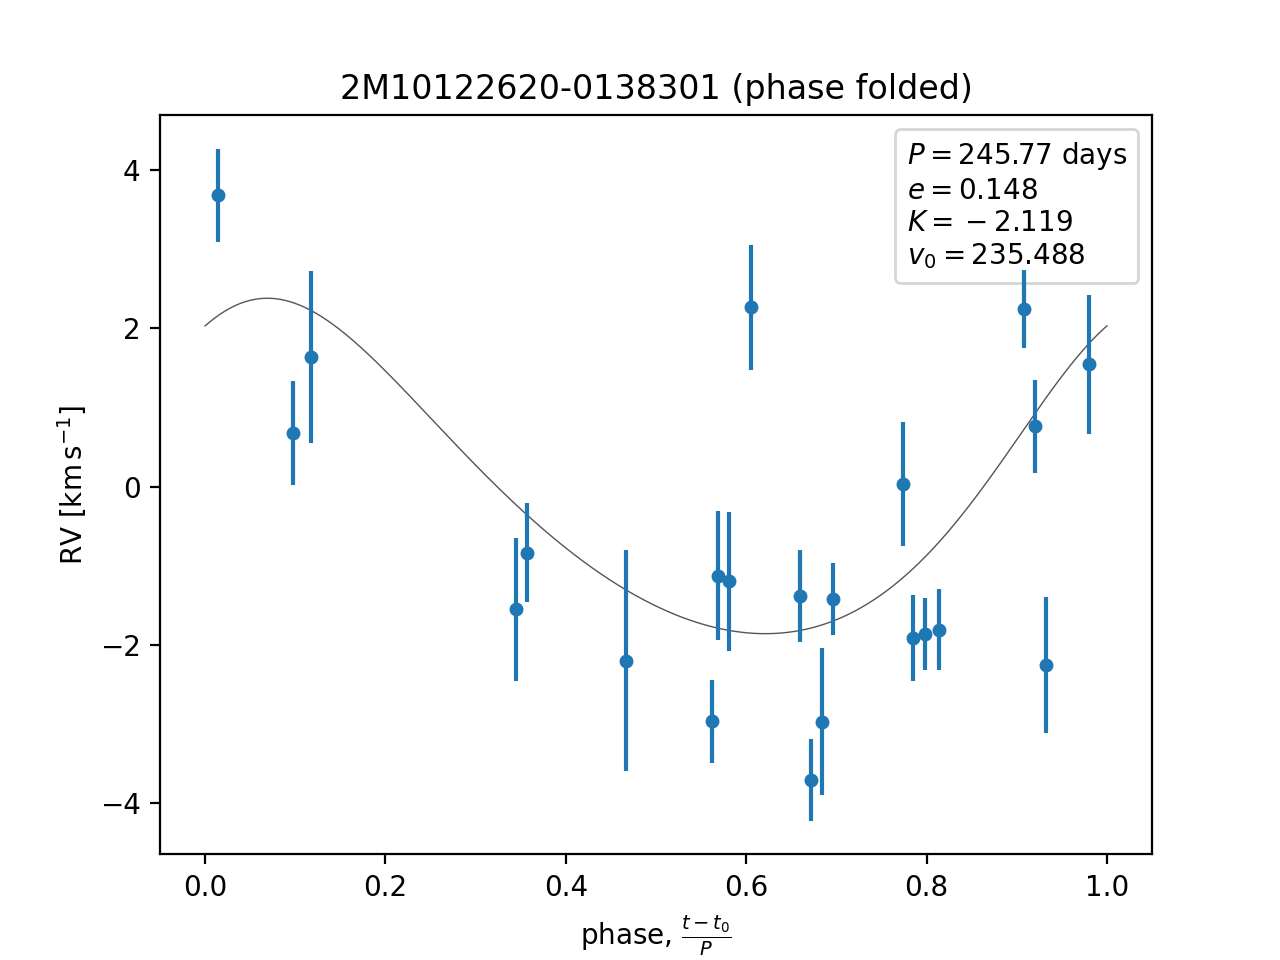 2M10122620-0138301 (phase folded)
P = 245.77 days
e = 0.148
K = −2.119
v₀ = 235.488
4
2
0
−2
−4
RV [km s⁻¹]
0.0 0.2 0.4 0.6 0.8 1.0
phase, (t − t₀)/P